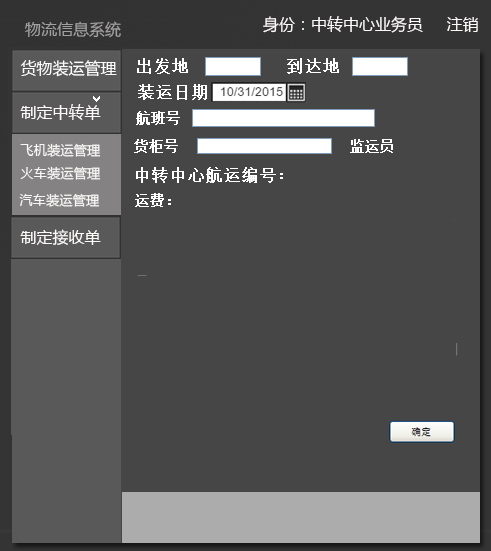 物流信息系统
身份：中转中心业务员 注销
货物装运管理
制定中转单
飞机装运管理
火车装运管理
汽车装运管理
制定接收单
出发地 到达地
装运日期 10/31/2015
航班号
货柜号 监运员
中转中心航运编号：
运费：
确定